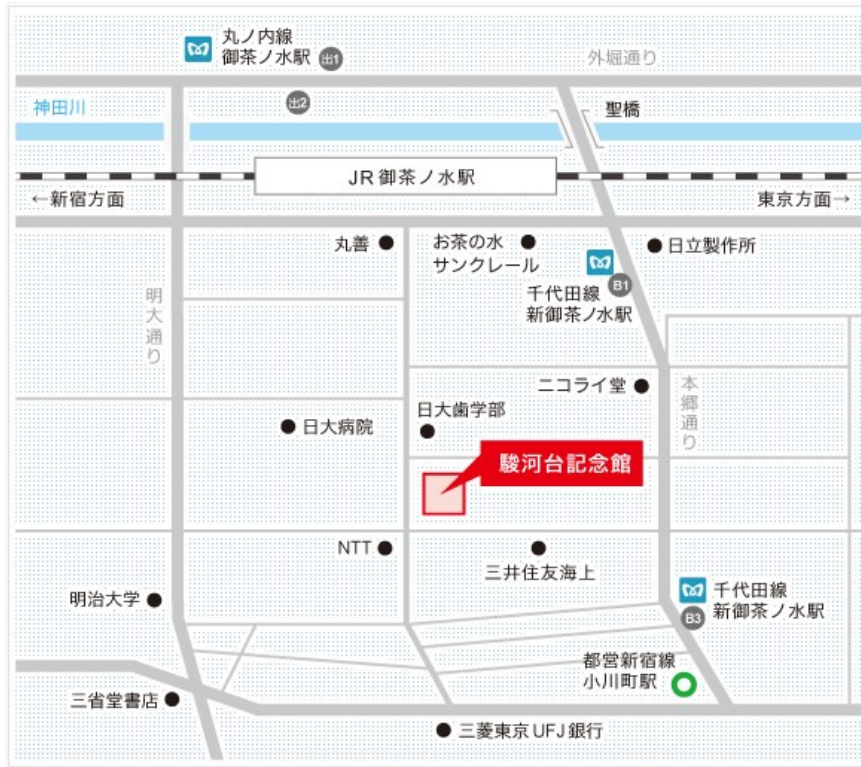 丸ノ内線
御茶ノ水駅 出1
外堀通り
出2
神田川
聖橋
JR御茶ノ水駅
←新宿方面
東京方面→
丸善
お茶の水
サンクレール
日立製作所
B1
千代田線
新御茶ノ水駅
明大通り
ニコライ堂
本郷通り
日大歯学部
日大病院
駿河台記念館
NTT
三井住友海上
明治大学
千代田線
新御茶ノ水駅
B3
都営新宿線
小川町駅
三省堂書店
三菱東京UFJ銀行